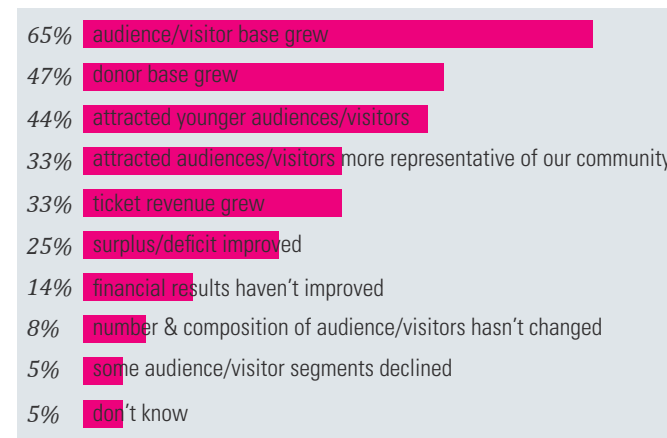 65% audience/visitor base grew
47% donor base grew
44% attracted younger audiences/visitors
33% attracted audiences/visitors more representative of our community
33% ticket revenue grew
25% surplus/deficit improved
14% financial results haven’t improved
8% number & composition of audience/visitors hasn’t changed
5% some audience/visitor segments declined
5% don’t know